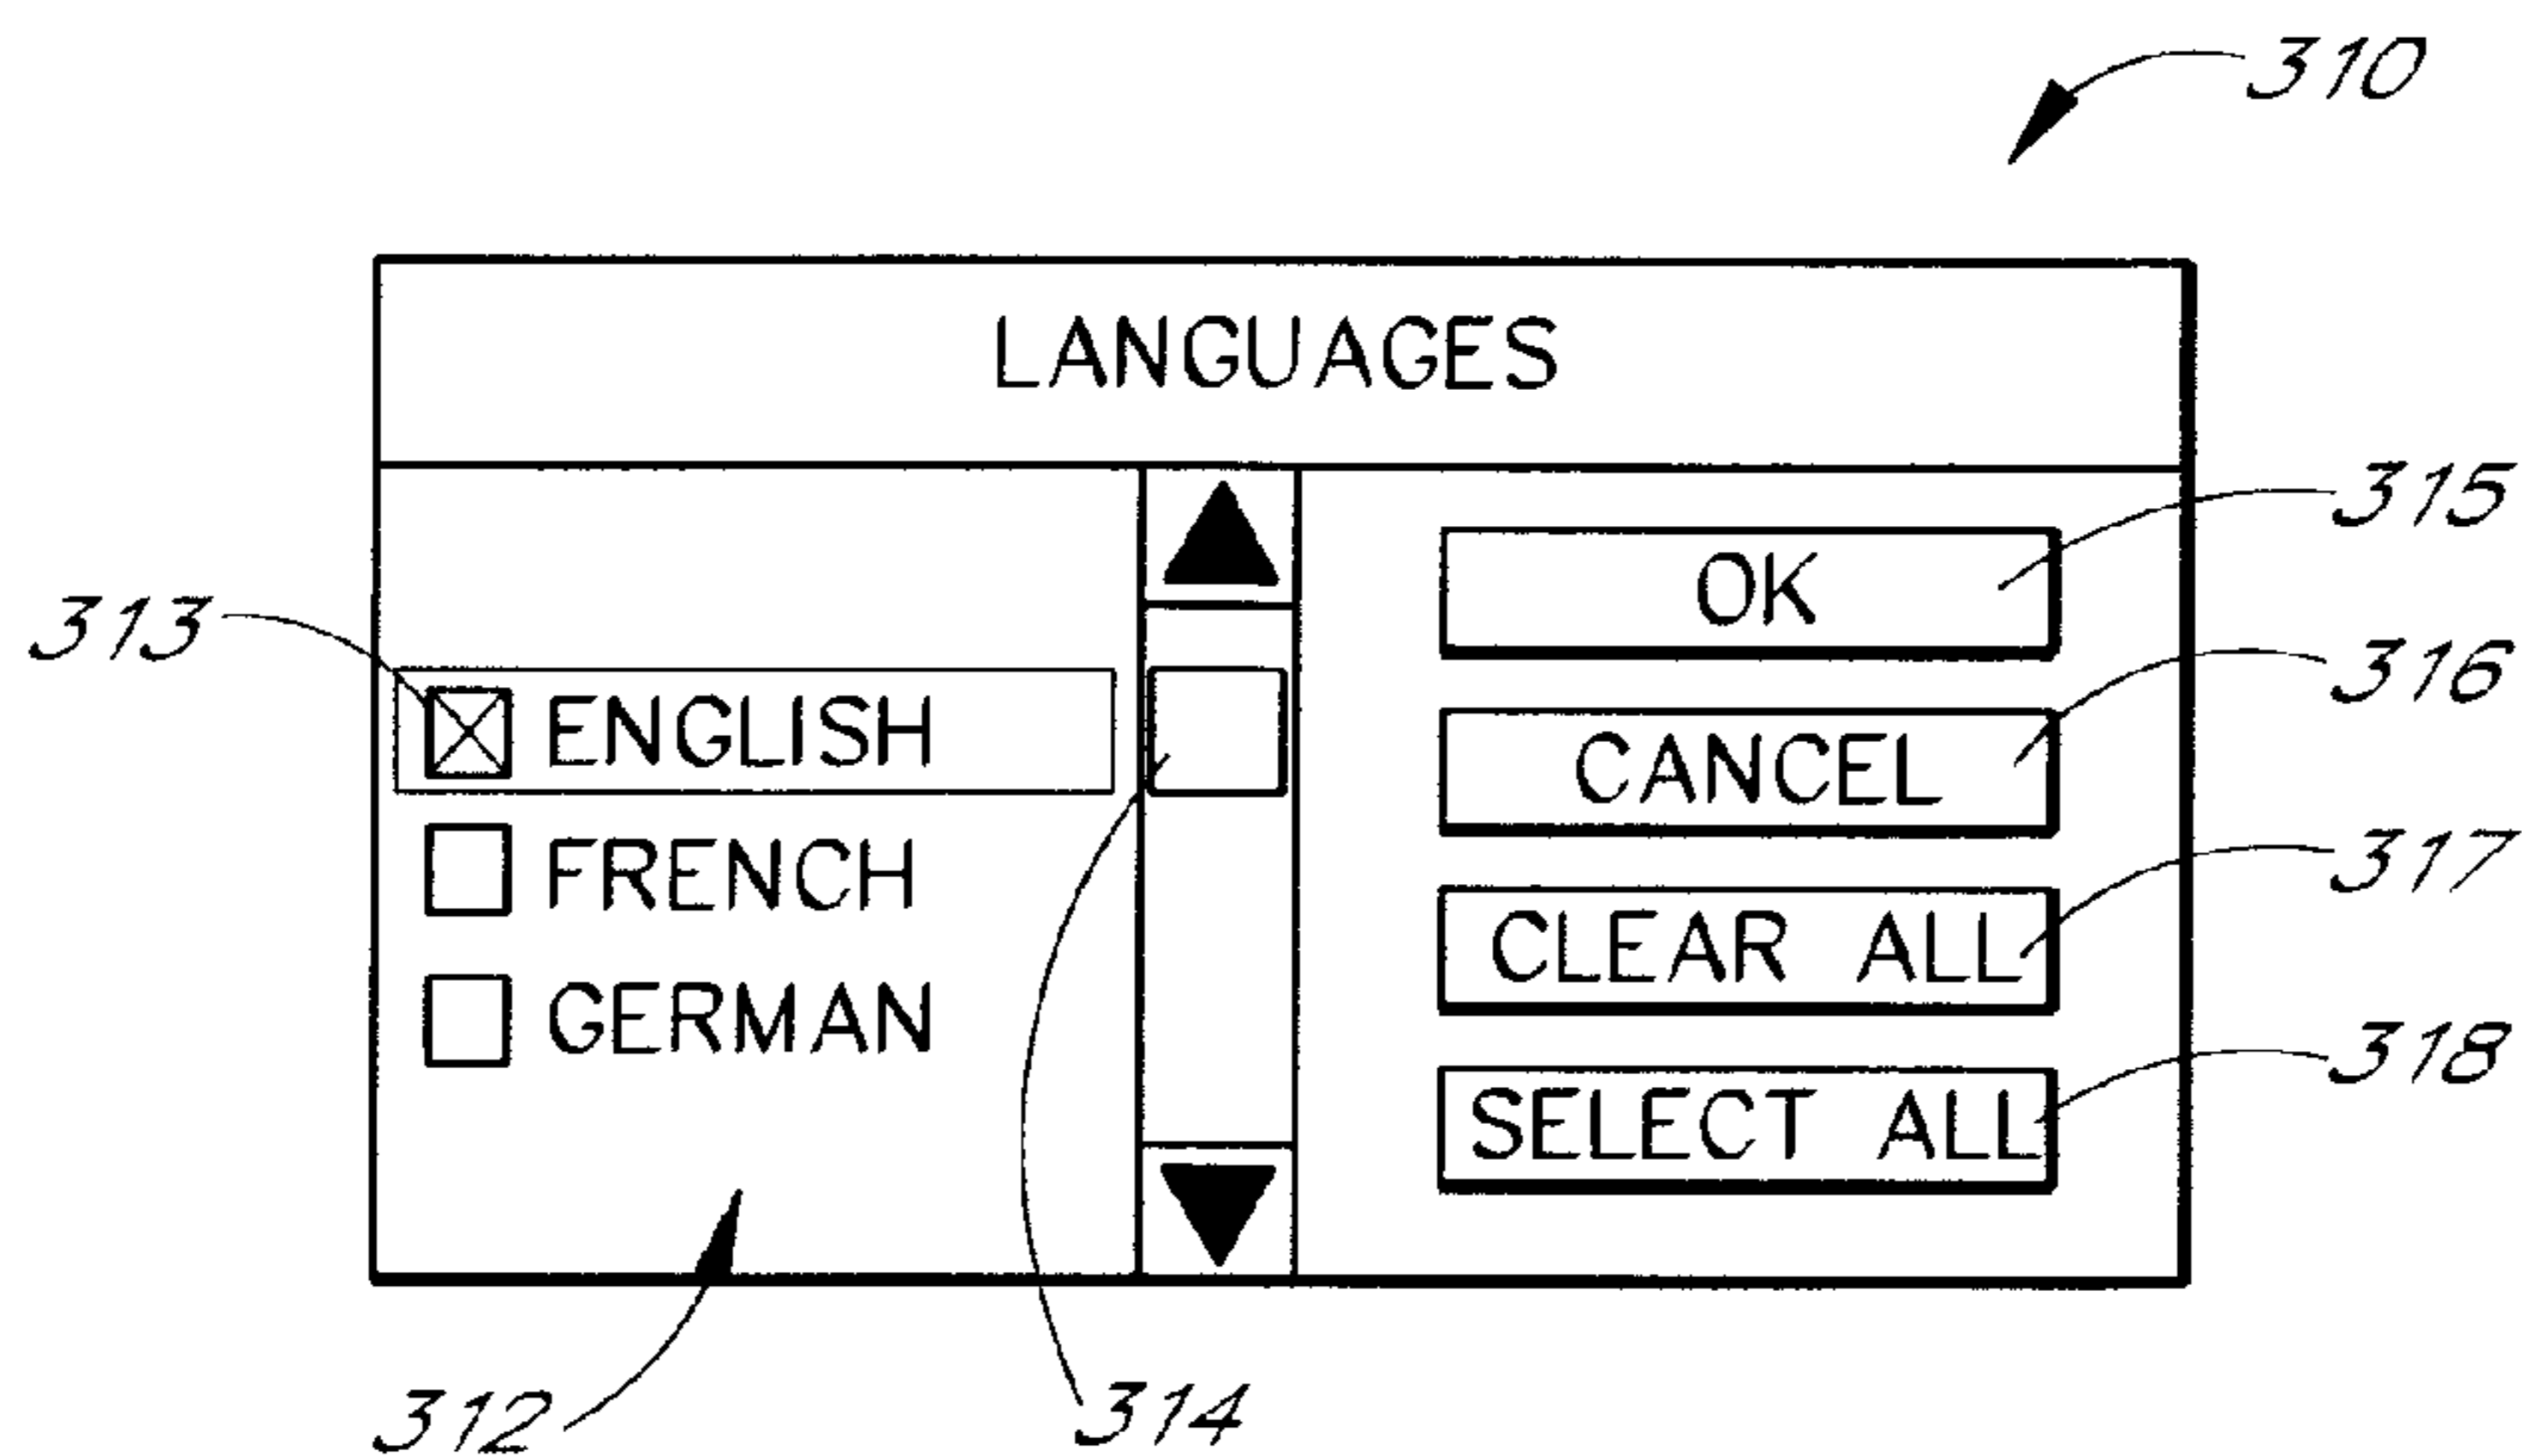 310
LANGUAGES
315
OK
313
316
ENGLISH
CANCEL
317
FRENCH
CLEAR ALL
GERMAN
318
SELECT ALL
312
314